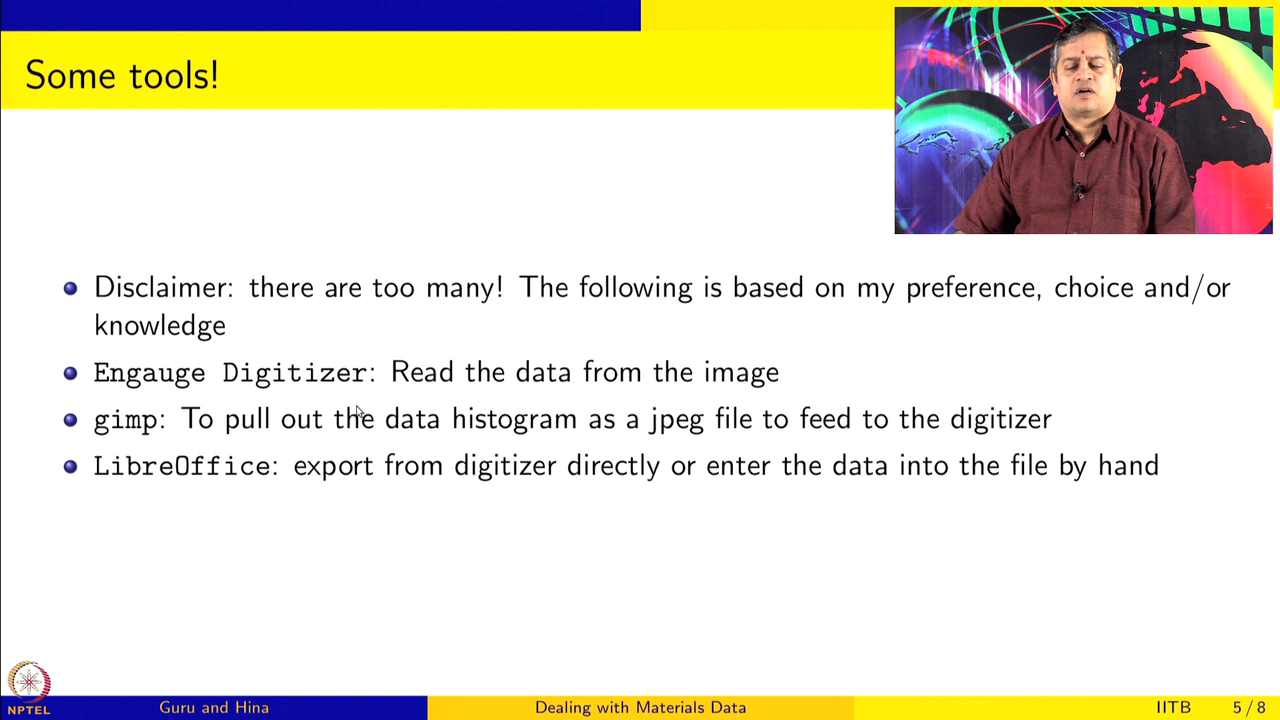 Some tools!
Disclaimer: there are too many! The following is based on my preference, choice and/or
knowledge
Engauge Digitizer: Read the data from the image
gimp: To pull out the data histogram as a jpeg file to feed to the digitizer
LibreOffice: export from digitizer directly or enter the data into the file by hand
NPTEL
Guru and Hina
Dealing with Materials Data
IITB
5 / 8